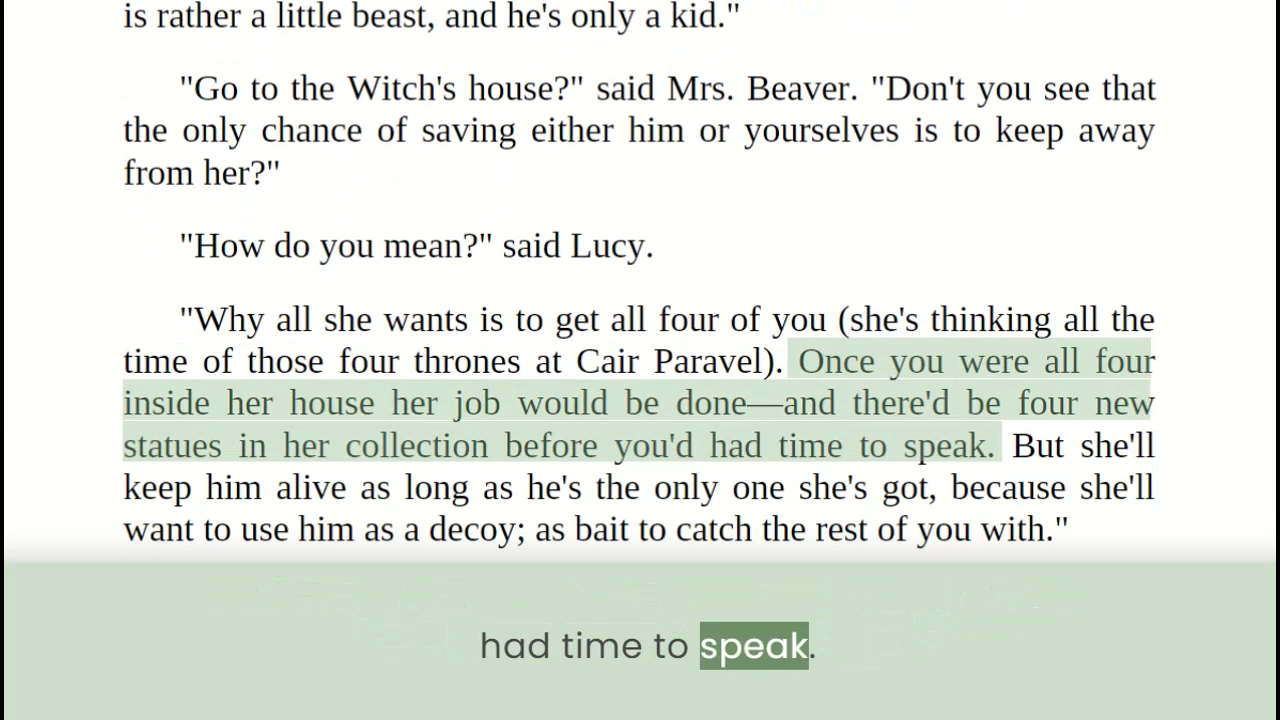 is rather a little beast, and he's only a kid."
"Go to the Witch's house?" said Mrs. Beaver. "Don't you see that
the only chance of saving either him or yourselves is to keep away
from her?"
"How do you mean?" said Lucy.
"Why all she wants is to get all four of you (she's thinking all the
time of those four thrones at Cair Paravel). Once you were all four
inside her house her job would be done—and there'd be four new
statues in her collection before you'd had time to speak. But she'll
keep him alive as long as he's the only one she's got, because she'll
want to use him as a decoy; as bait to catch the rest of you with."
had time to speak.